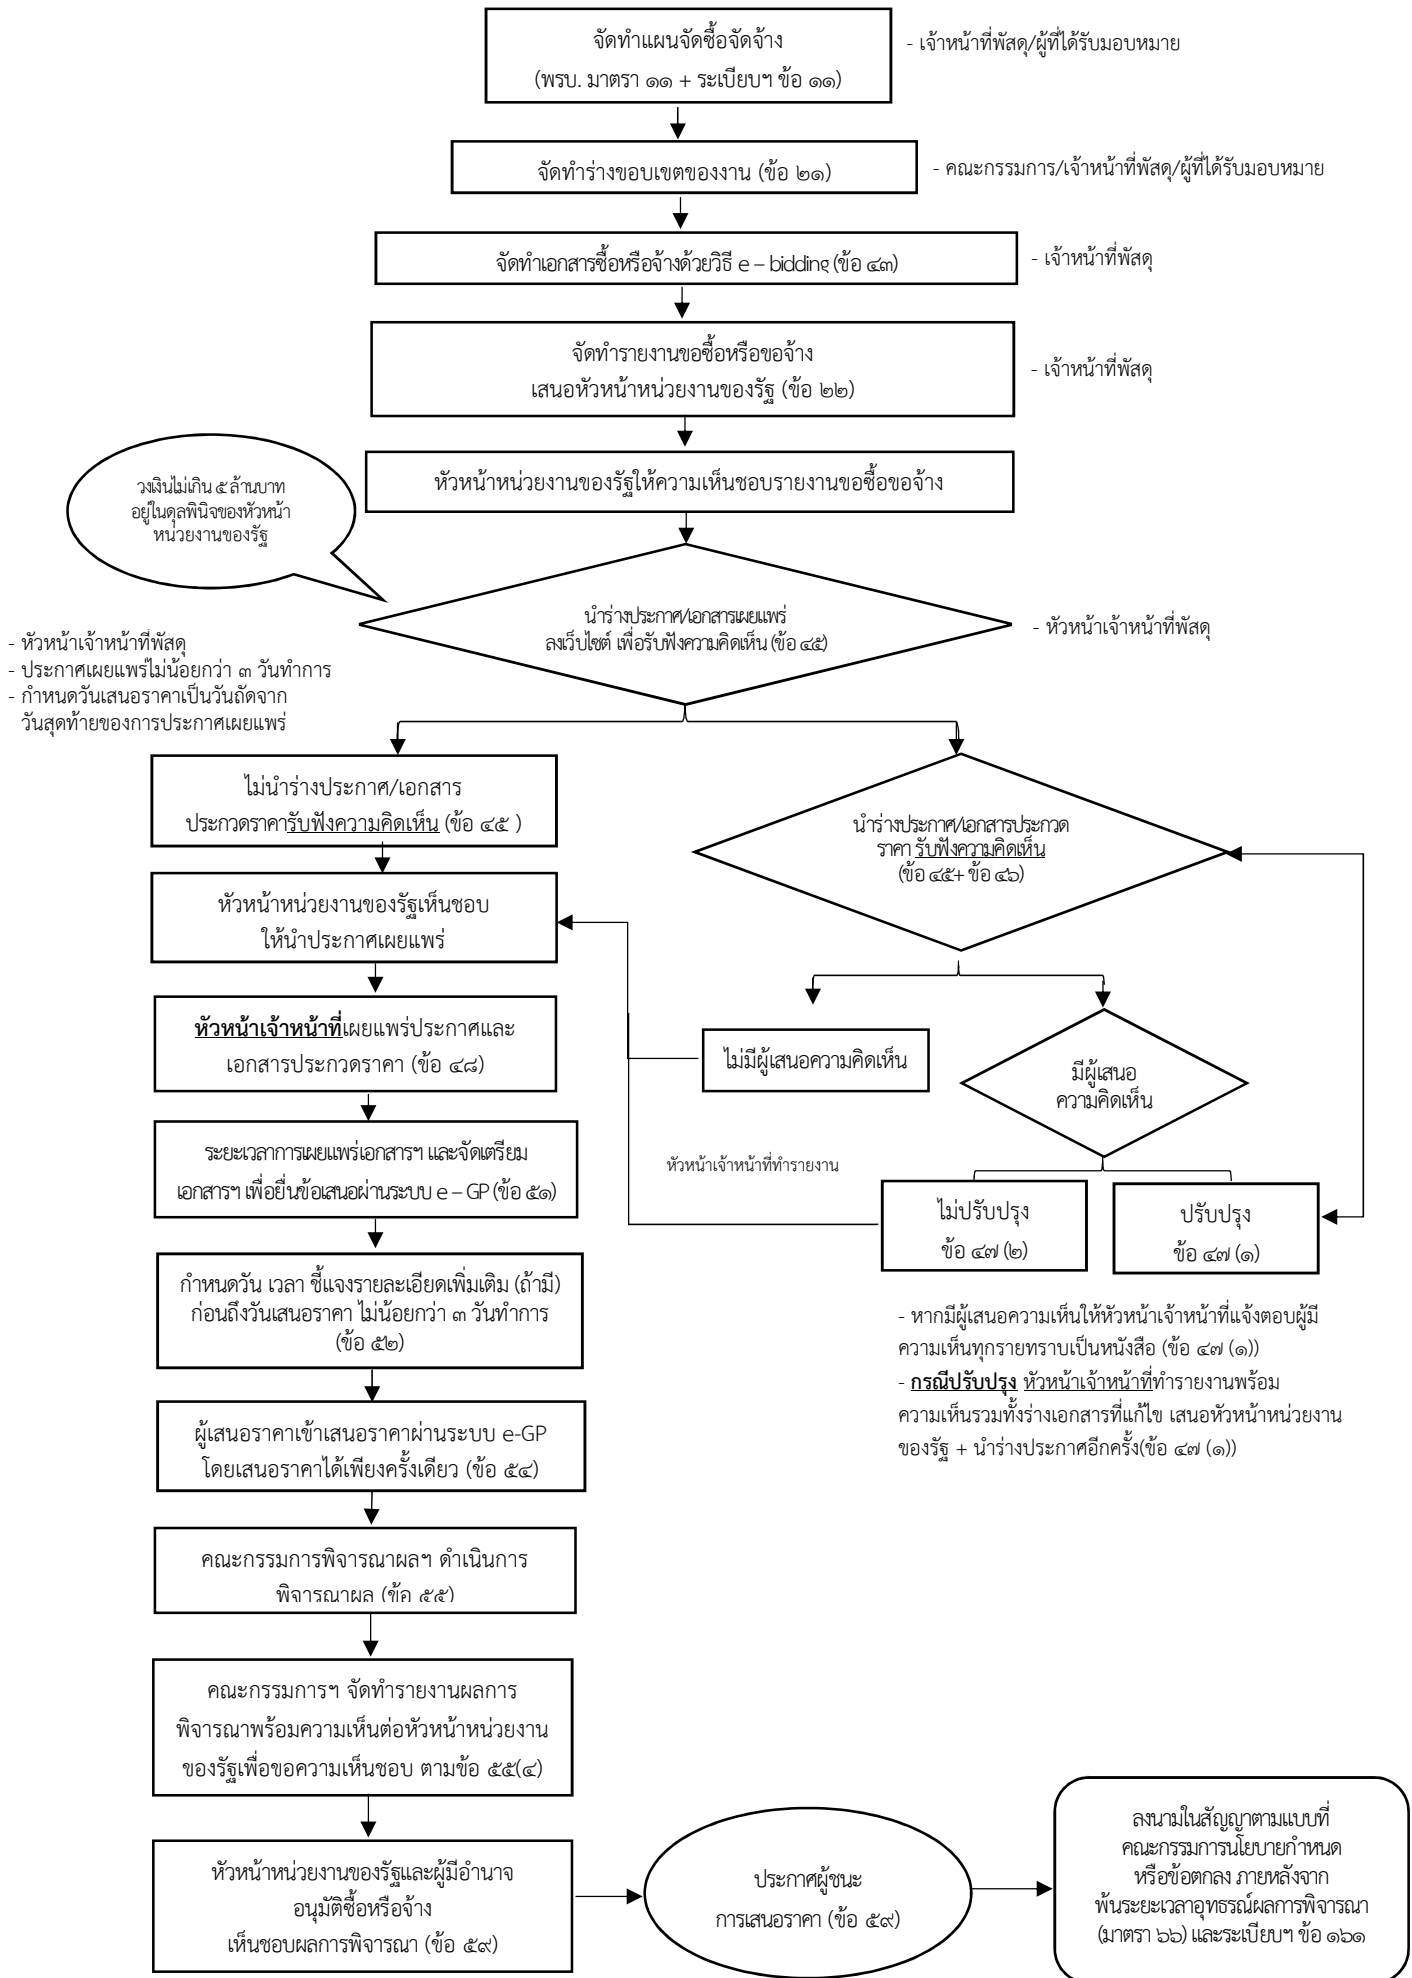 จัดทำแผนจัดซื้อจัดจ้าง
(พรบ. มาตรา ๑๑ + ระเบียบฯ ข้อ ๑๑)
- เจ้าหน้าที่พัสดุ/ผู้ที่ได้รับมอบหมาย
จัดทำร่างขอบเขตของงาน (ข้อ ๒๑)
- คณะกรรมการ/เจ้าหน้าที่พัสดุ/ผู้ที่ได้รับมอบหมาย
จัดทำเอกสารซื้อหรือจ้างด้วยวิธี e – bidding (ข้อ ๔๓)
- เจ้าหน้าที่พัสดุ
จัดทำรายงานขอซื้อหรือขอจ้าง
เสนอหัวหน้าหน่วยงานของรัฐ (ข้อ ๒๒)
- เจ้าหน้าที่พัสดุ
หัวหน้าหน่วยงานของรัฐให้ความเห็นชอบรายงานขอซื้อขอจ้าง
วงเงินไม่เกิน ๕ ล้านบาท
อยู่ในดุลพินิจของหัวหน้า
หน่วยงานของรัฐ
นำร่างประกาศ/เอกสารเผยแพร่
ลงเว็บไซต์ เพื่อรับฟังความคิดเห็น (ข้อ ๔๕)
- หัวหน้าเจ้าหน้าที่พัสดุ
- หัวหน้าเจ้าหน้าที่พัสดุ
- ประกาศเผยแพร่ไม่น้อยกว่า ๓ วันทำการ
- กำหนดวันเสนอราคาเป็นวันถัดจาก
วันสุดท้ายของการประกาศเผยแพร่
ไม่นำร่างประกาศ/เอกสาร
ประกวดราคารับฟังความคิดเห็น (ข้อ ๔๕ )
นำร่างประกาศ/เอกสารประกวด
ราคา รับฟังความคิดเห็น
(ข้อ ๔๕+ ข้อ ๔๖)
หัวหน้าหน่วยงานของรัฐเห็นชอบ
ให้นำประกาศเผยแพร่
หัวหน้าเจ้าหน้าที่เผยแพร่ประกาศและ
เอกสารประกวดราคา (ข้อ ๔๘)
ไม่มีผู้เสนอความคิดเห็น
มีผู้เสนอ
ความคิดเห็น
ระยะเวลาการเผยแพร่เอกสารฯ และจัดเตรียม
เอกสารฯ เพื่อยื่นข้อเสนอผ่านระบบ e – GP (ข้อ ๕๑)
หัวหน้าเจ้าหน้าที่ทำรายงาน
ไม่ปรับปรุง
ข้อ ๔๗ (๒)
ปรับปรุง
ข้อ ๔๗ (๑)
กำหนดวัน เวลา ชี้แจงรายละเอียดเพิ่มเติม (ถ้ามี)
ก่อนถึงวันเสนอราคา ไม่น้อยกว่า ๓ วันทำการ
(ข้อ ๕๒)
- หากมีผู้เสนอความเห็นให้หัวหน้าเจ้าหน้าที่แจ้งตอบผู้มี
ความเห็นทุกรายทราบเป็นหนังสือ (ข้อ ๔๗ (๑))
- กรณีปรับปรุง หัวหน้าเจ้าหน้าที่ทำรายงานพร้อม
ความเห็นรวมทั้งร่างเอกสารที่แก้ไข เสนอหัวหน้าหน่วยงาน
ของรัฐ + นำร่างประกาศอีกครั้ง(ข้อ ๔๗ (๑))
ผู้เสนอราคาเข้าเสนอราคาผ่านระบบ e-GP
โดยเสนอราคาได้เพียงครั้งเดียว (ข้อ ๕๔)
คณะกรรมการพิจารณาผลฯ ดำเนินการ
พิจารณาผล (ข้อ ๕๕)
คณะกรรมการฯ จัดทำรายงานผลการ
พิจารณาพร้อมความเห็นต่อหัวหน้าหน่วยงาน
ของรัฐเพื่อขอความเห็นชอบ ตามข้อ ๕๕(๔)
หัวหน้าหน่วยงานของรัฐและผู้มีอำนาจ
อนุมัติซื้อหรือจ้าง
เห็นชอบผลการพิจารณา (ข้อ ๕๙)
ประกาศผู้ชนะ
การเสนอราคา (ข้อ ๕๙)
ลงนามในสัญญาตามแบบที่
คณะกรรมการนโยบายกำหนด
หรือข้อตกลง ภายหลังจาก
พ้นระยะเวลาอุทธรณ์ผลการพิจารณา
(มาตรา ๖๖) และระเบียบฯ ข้อ ๑๖๑